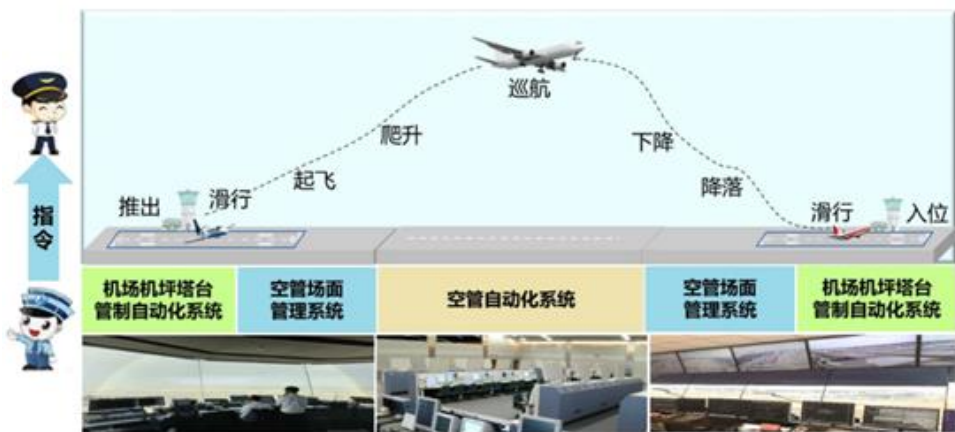 巡航
爬升
下降
起飞
降落
推出
滑行
滑行
入位
指令
机场机坪塔台
管制自动化系统
空管场面
管理系统
空管自动化系统
空管场面
管理系统
机场机坪塔台
管制自动化系统